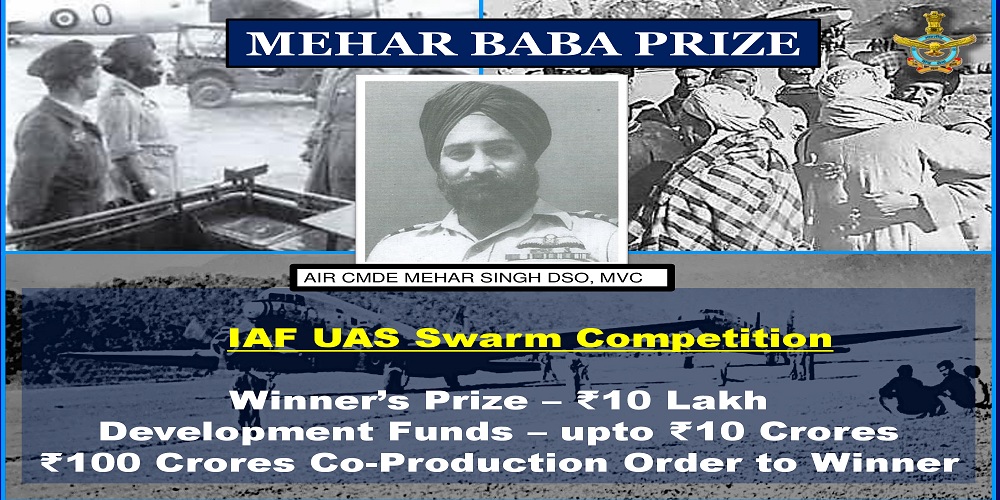 MEHAR BABA PRIZE
AIR CMDE MEHAR SINGH DSO, MVC
IAF UAS Swarm Competition
Winner's Prize – ₹10 Lakh
Development Funds – upto ₹10 Crores
₹100 Crores Co-Production Order to Winner